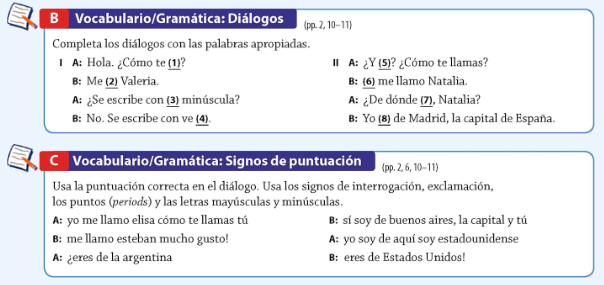 B Vocabulario/Gramática: Diálogos (pp. 2, 10–11)
Completa los diálogos con las palabras apropiadas.
I A: Hola. ¿Cómo te (1)?
B: Me (2) Valeria.
A: ¿Se escribe con (3) minúscula?
B: No. Se escribe con ve (4).
II A: ¿Y (5)? ¿Cómo te llamas?
B: (6) me llamo Natalia.
A: ¿De dónde (7), Natalia?
B: Yo (8) de Madrid, la capital de España.
C Vocabulario/Gramática: Signos de puntuación (pp. 2, 6, 10–11)
Usa la puntuación correcta en el diálogo. Usa los signos de interrogación, exclamación,
los puntos (periods) y las letras mayúsculas y minúsculas.
A: yo me llamo elisa cómo te llamas tú
B: me llamo esteban mucho gusto!
A: ¿eres de la argentina
B: sí soy de buenos aires, la capital y tú
A: yo soy de aquí soy estadounidense
B: eres de Estados Unidos!